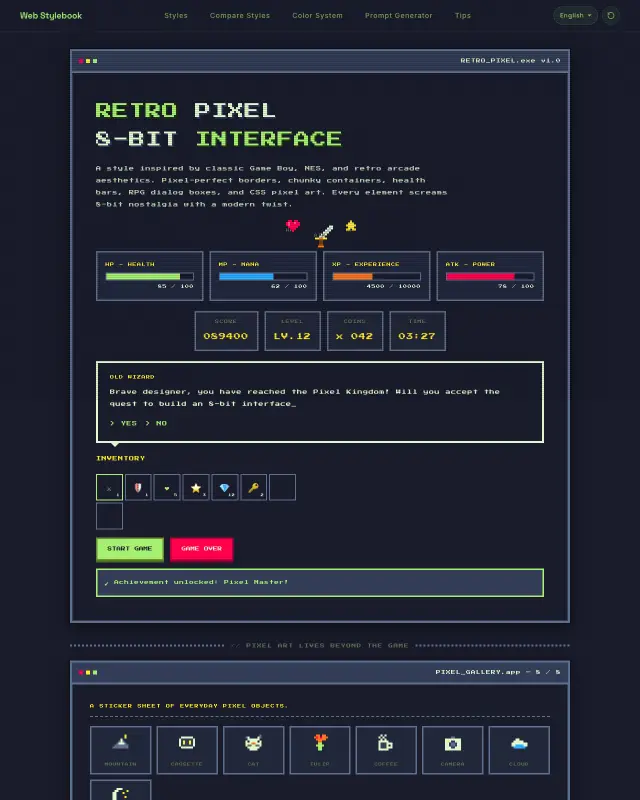 Web Stylebook
Styles
Compare Styles
Color System
Prompt Generator
Tips
English
RETRO_PIXEL.exe v1.0
RETRO PIXEL
8-BIT INTERFACE
A style inspired by classic Game Boy, NES, and retro arcade
aesthetics. Pixel-perfect borders, chunky containers, health
bars, RPG dialog boxes, and CSS pixel art. Every element screams
8-bit nostalgia with a modern twist.
HP - HEALTH
85 / 100
MP - MANA
62 / 100
XP - EXPERIENCE
4500 / 10000
ATK - POWER
78 / 100
SCORE
089400
LEVEL
LV.12
COINS
x 042
TIME
03:27
OLD WIZARD
Brave designer, you have reached the Pixel Kingdom! Will you accept the
quest to build an 8-bit interface_
> YES > NO
INVENTORY
1
1
5
3
12
2
START GAME
GAME OVER
✓ Achievement unlocked: Pixel Master!
// PIXEL ART LIVES BEYOND THE GAME
PIXEL_GALLERY.app — 8 / 8
A STICKER SHEET OF EVERYDAY PIXEL OBJECTS.
MOUNTAIN
CASSETTE
CAT
TULIP
COFFEE
CAMERA
CLOUD